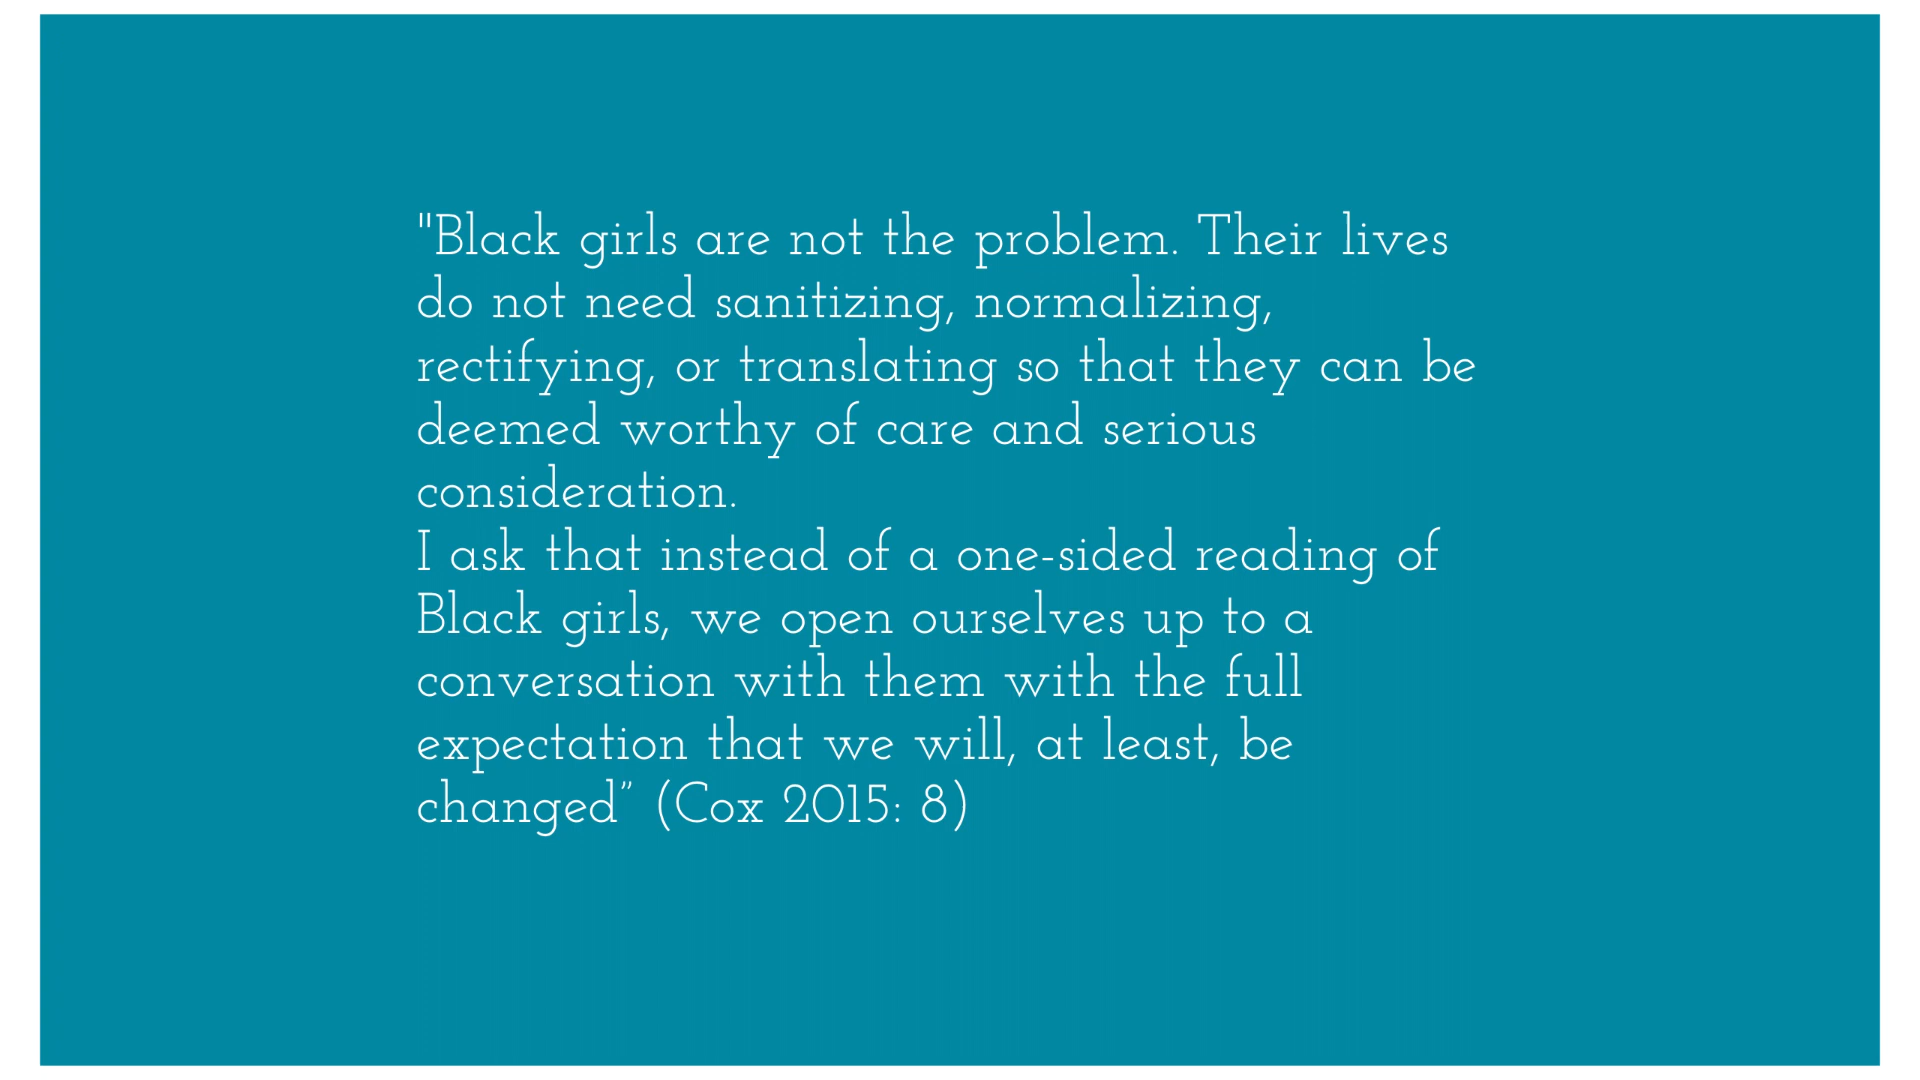 "Black girls are not the problem. Their lives
do not need sanitizing, normalizing,
rectifying, or translating so that they can be
deemed worthy of care and serious
consideration.
I ask that instead of a one-sided reading of
Black girls, we open ourselves up to a
conversation with them with the full
expectation that we will, at least, be
changed” (Cox 2015: 8)